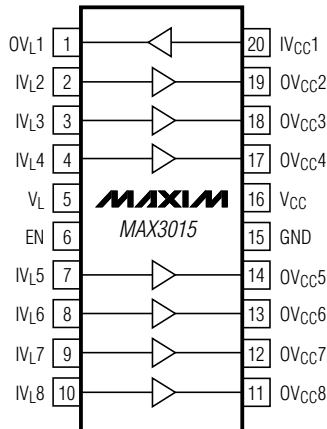 OVL1 1 20 IVCC1
IVL2 2 19 OVCC2
IVL3 3 18 OVCC3
IVL4 4 17 OVCC4
VL 5 MAXIM 16 VCC
EN 6 MAX3015 15 GND
IVL5 7 14 OVCC5
IVL6 8 13 OVCC6
IVL7 9 12 OVCC7
IVL8 10 11 OVCC8